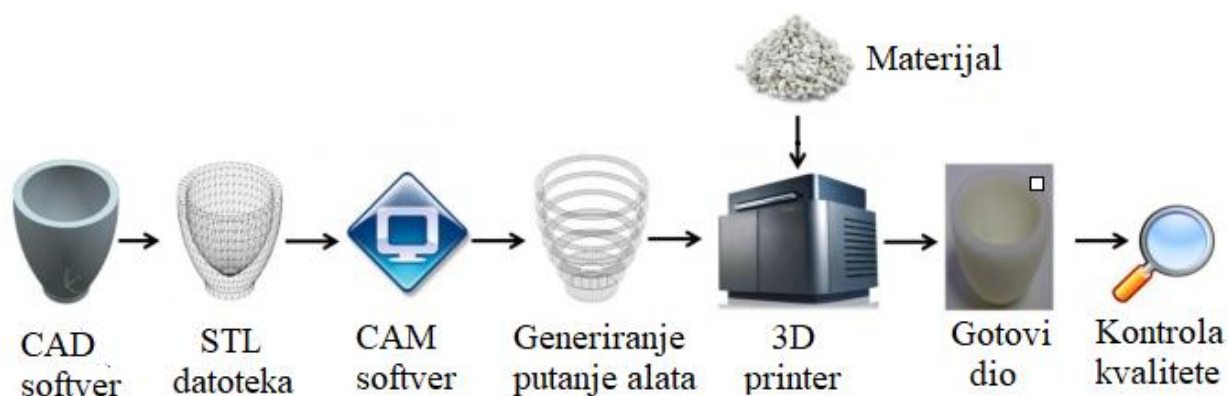 Materijal
CAD
softver
STL
datoteka
CAM
softver
Generiranje
putanje alata
3D
printer
Gotovi
dio
Kontrola
kvalitete